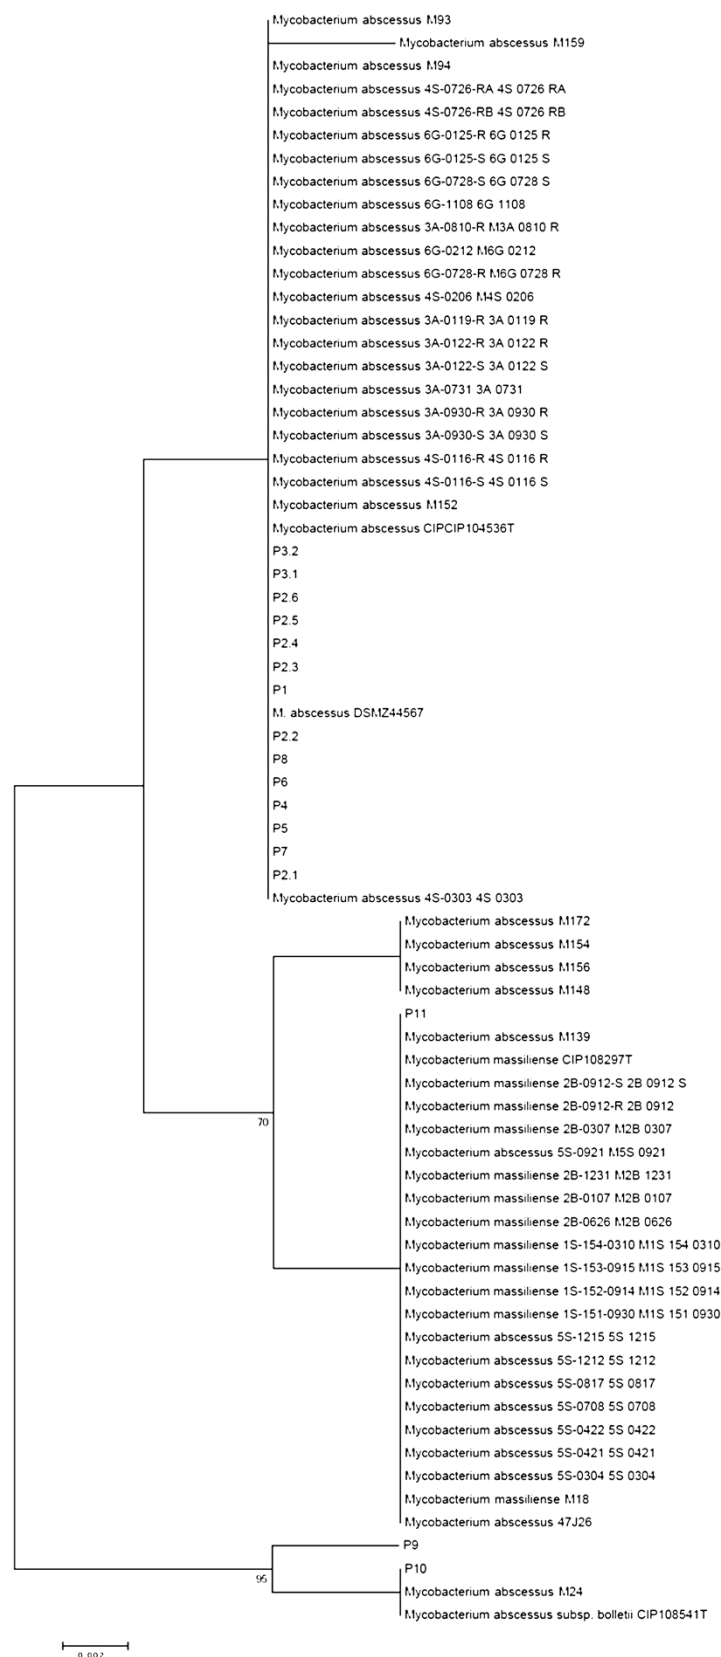 Mycobacterium abscessus M93
Mycobacterium abscessus M159
Mycobacterium abscessus M94
Mycobacterium abscessus 4S-0726-RA 4S 0726 RA
Mycobacterium abscessus 4S-0726-RB 4S 0726 RB
Mycobacterium abscessus 6G-0125-R 6G 0125 R
Mycobacterium abscessus 6G-0125-S 6G 0125 S
Mycobacterium abscessus 6G-0728-S 6G 0728 S
Mycobacterium abscessus 6G-1108 6G 1108
Mycobacterium abscessus 3A-0810-R M3A 0810 R
Mycobacterium abscessus 6G-0212 M6G 0212
Mycobacterium abscessus 6G-0728-R M6G 0728 R
Mycobacterium abscessus 4S-0206 M4S 0206
Mycobacterium abscessus 3A-0119-R 3A 0119 R
Mycobacterium abscessus 3A-0122-R 3A 0122 R
Mycobacterium abscessus 3A-0122-S 3A 0122 S
Mycobacterium abscessus 3A-0731 3A 0731
Mycobacterium abscessus 3A-0930-R 3A 0930 R
Mycobacterium abscessus 3A-0930-S 3A 0930 S
Mycobacterium abscessus 4S-0116-R 4S 0116 R
Mycobacterium abscessus 4S-0116-S 4S 0116 S
Mycobacterium abscessus M152
Mycobacterium abscessus CIPCIP104536T
P3.2
P3.1
P2.6
P2.5
P2.4
P2.3
P1
M. abscessus DSMZ44567
P2.2
P8
P6
P4
P5
P7
P2.1
Mycobacterium abscessus 4S-0303 4S 0303
Mycobacterium abscessus M172
Mycobacterium abscessus M154
Mycobacterium abscessus M156
Mycobacterium abscessus M148
P11
Mycobacterium abscessus M139
Mycobacterium massiliense CIP108297T
Mycobacterium massiliense 2B-0912-S 2B 0912 S
Mycobacterium massiliense 2B-0912-R 2B 0912
70
Mycobacterium massiliense 2B-0307 M2B 0307
Mycobacterium abscessus 5S-0921 M5S 0921
Mycobacterium massiliense 2B-1231 M2B 1231
Mycobacterium massiliense 2B-0107 M2B 0107
Mycobacterium massiliense 2B-0626 M2B 0626
Mycobacterium massiliense 1S-154-0310 M1S 154 0310
Mycobacterium massiliense 1S-153-0915 M1S 153 0915
Mycobacterium massiliense 1S-152-0914 M1S 152 0914
Mycobacterium massiliense 1S-151-0930 M1S 151 0930
Mycobacterium abscessus 5S-1215 5S 1215
Mycobacterium abscessus 5S-1212 5S 1212
Mycobacterium abscessus 5S-0817 5S 0817
Mycobacterium abscessus 5S-0708 5S 0708
Mycobacterium abscessus 5S-0422 5S 0422
Mycobacterium abscessus 5S-0421 5S 0421
Mycobacterium abscessus 5S-0304 5S 0304
Mycobacterium massiliense M18
Mycobacterium abscessus 47J26
P9
P10
95
Mycobacterium abscessus M24
Mycobacterium abscessus subsp. bolletii CIP108541T
0.002